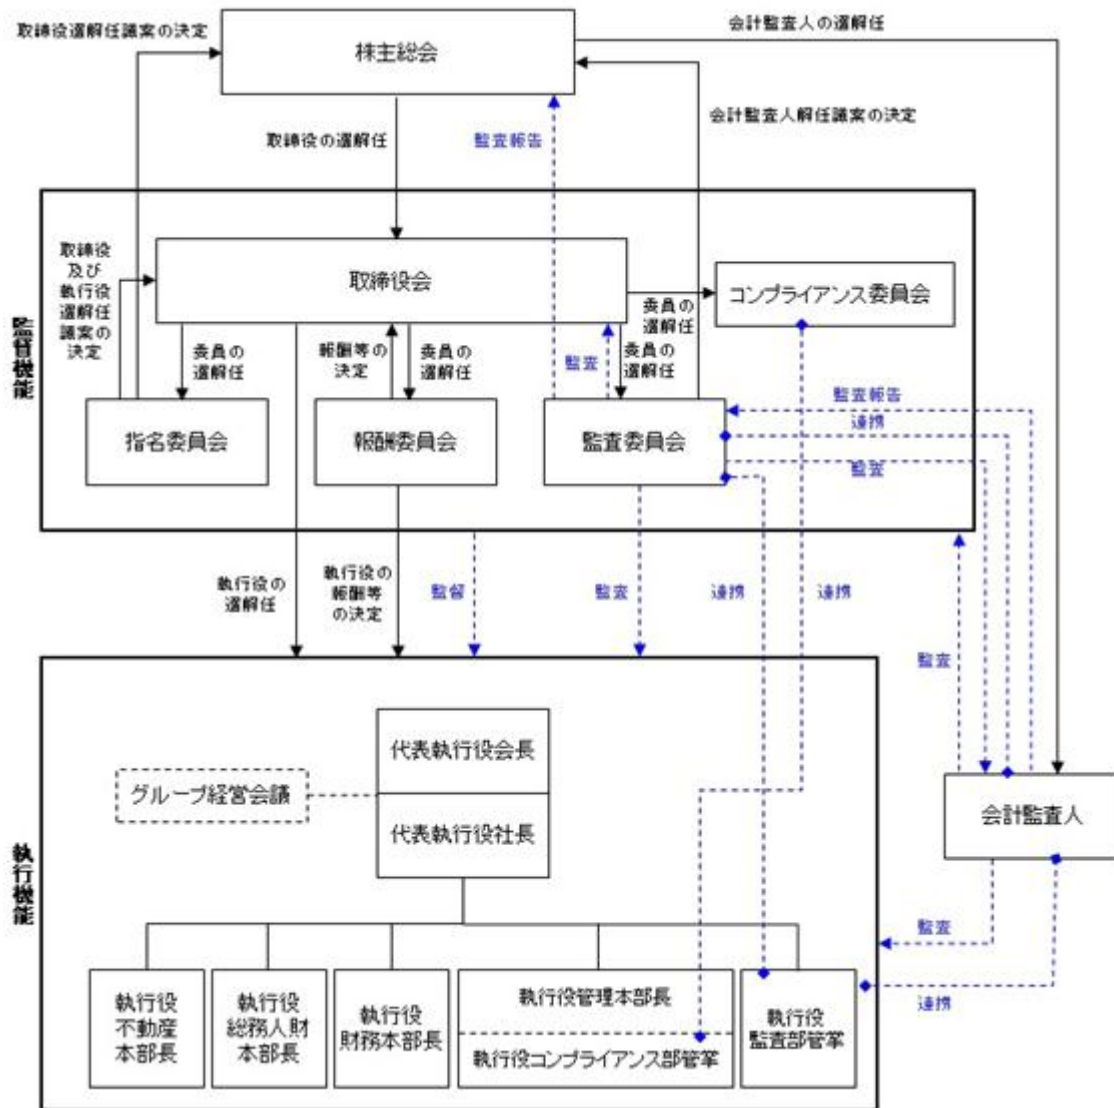 取締役選解任議案の決定
会計監査人の選解任
株主総会
会計監査人解任議案の決定
取締役の選解任
監査報告
監督機能
取締役
及び
執行役
選解任
議案の
決定
取締役会
コンプライアンス委員会
委員の
選解任
委員の
選解任
報酬等の
決定
委員の
選解任
監査
委員の
選解任
指名委員会
報酬委員会
監査委員会
監査報告
連携
監査
執行役の
選解任
執行役の
報酬等
の決定
監督
監査
連携
連携
監査
執行機能
代表執行役会長
グループ経営会議
代表執行役社長
会計監査人
監査
連携
執行役
不動産
本部長
執行役
総務人財
本部長
執行役
財務本部長
執行役管理本部長
執行役コンプライアンス部管掌
執行役
監査部管掌